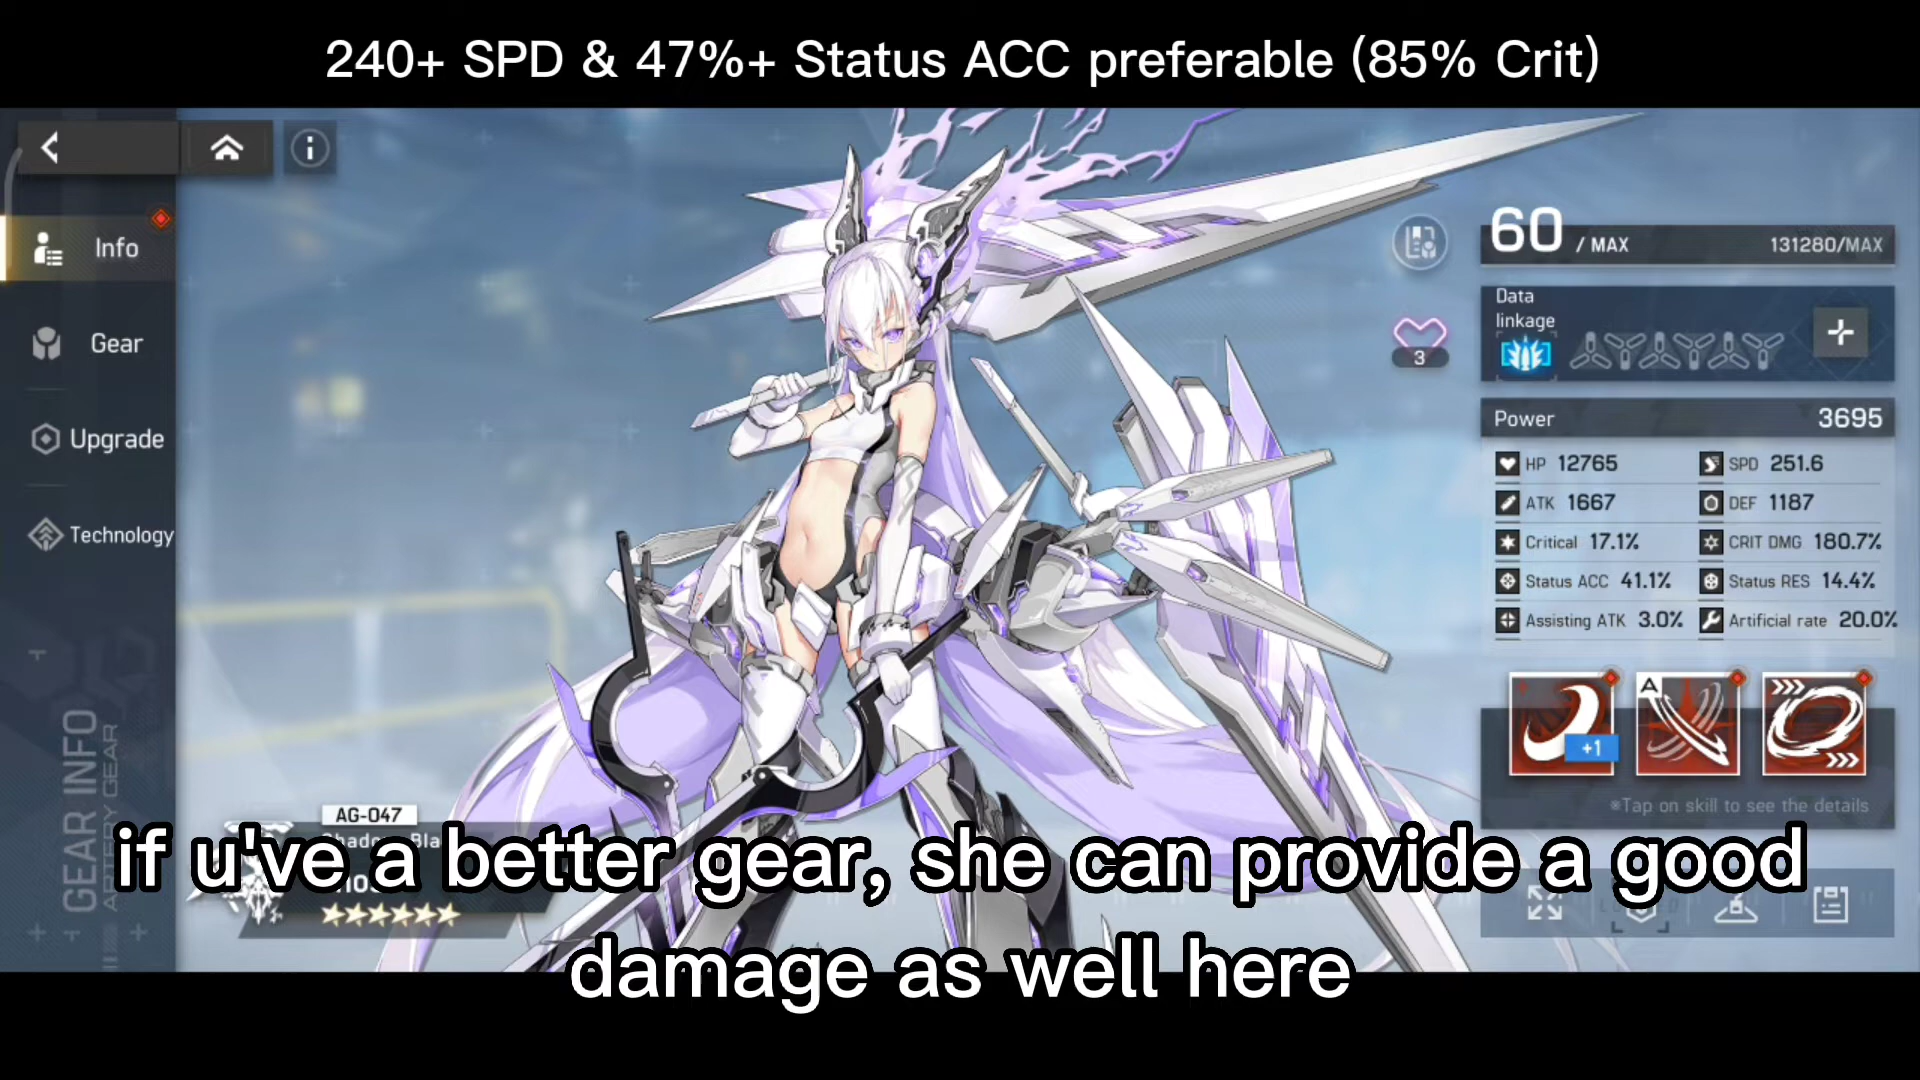 240+ SPD & 47%+ Status ACC preferable (85% Crit)
Info
Gear
Upgrade
Technology
GEAR INFO
ARTERY GEAR
60 / MAX 131280/MAX
Data
linkage
3
Power 3695
HP 12765 SPD 251.6
ATK 1667 DEF 1187
Critical 17.1% CRIT DMG 180.7%
Status ACC 41.1% Status RES 14.4%
Assisting ATK 3.0% Artificial rate 20.0%
A
+1
※Tap on skill to see the details
AG-047
if u've a better gear, she can provide a good
damage as well here